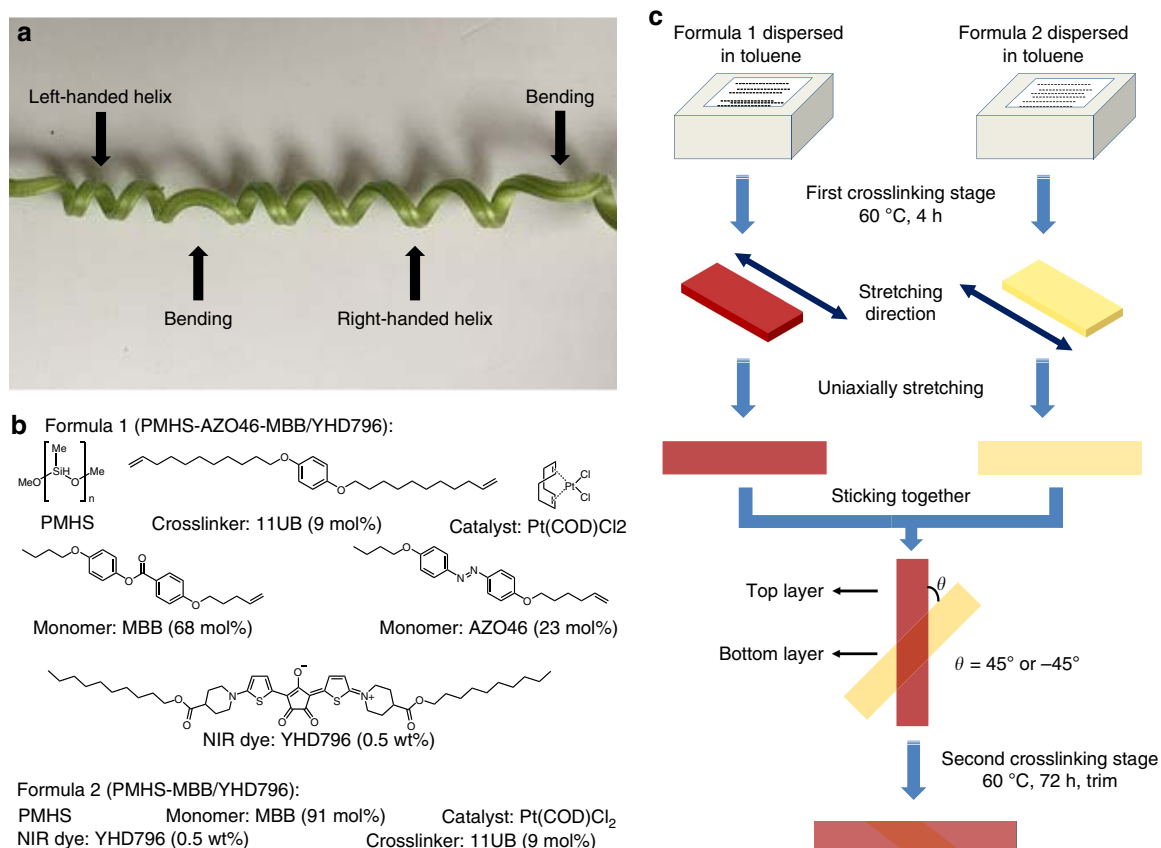 a
Left-handed helix
Bending
Bending
Right-handed helix
b Formula 1 (PMHS-AZO46-MBB/YHD796):
Me
MeO
SiH
O
Me
n
PMHS
O
O
Crosslinker: 11UB (9 mol%)
Pt
Cl
Cl
Catalyst: Pt(COD)Cl2
O
O
O
O
Monomer: MBB (68 mol%)
O
N
N
O
Monomer: AZO46 (23 mol%)
O
O
N
S
O−
O
O
S
N+
O
O
NIR dye: YHD796 (0.5 wt%)
Formula 2 (PMHS-MBB/YHD796):
PMHS Monomer: MBB (91 mol%) Catalyst: Pt(COD)Cl₂
NIR dye: YHD796 (0.5 wt%) Crosslinker: 11UB (9 mol%)
c
Formula 1 dispersed
in toluene
Formula 2 dispersed
in toluene
First crosslinking stage
60 °C, 4 h
Stretching
direction
Uniaxially stretching
Sticking together
Top layer
θ
Bottom layer
θ = 45° or –45°
Second crosslinking stage
60 °C, 72 h, trim